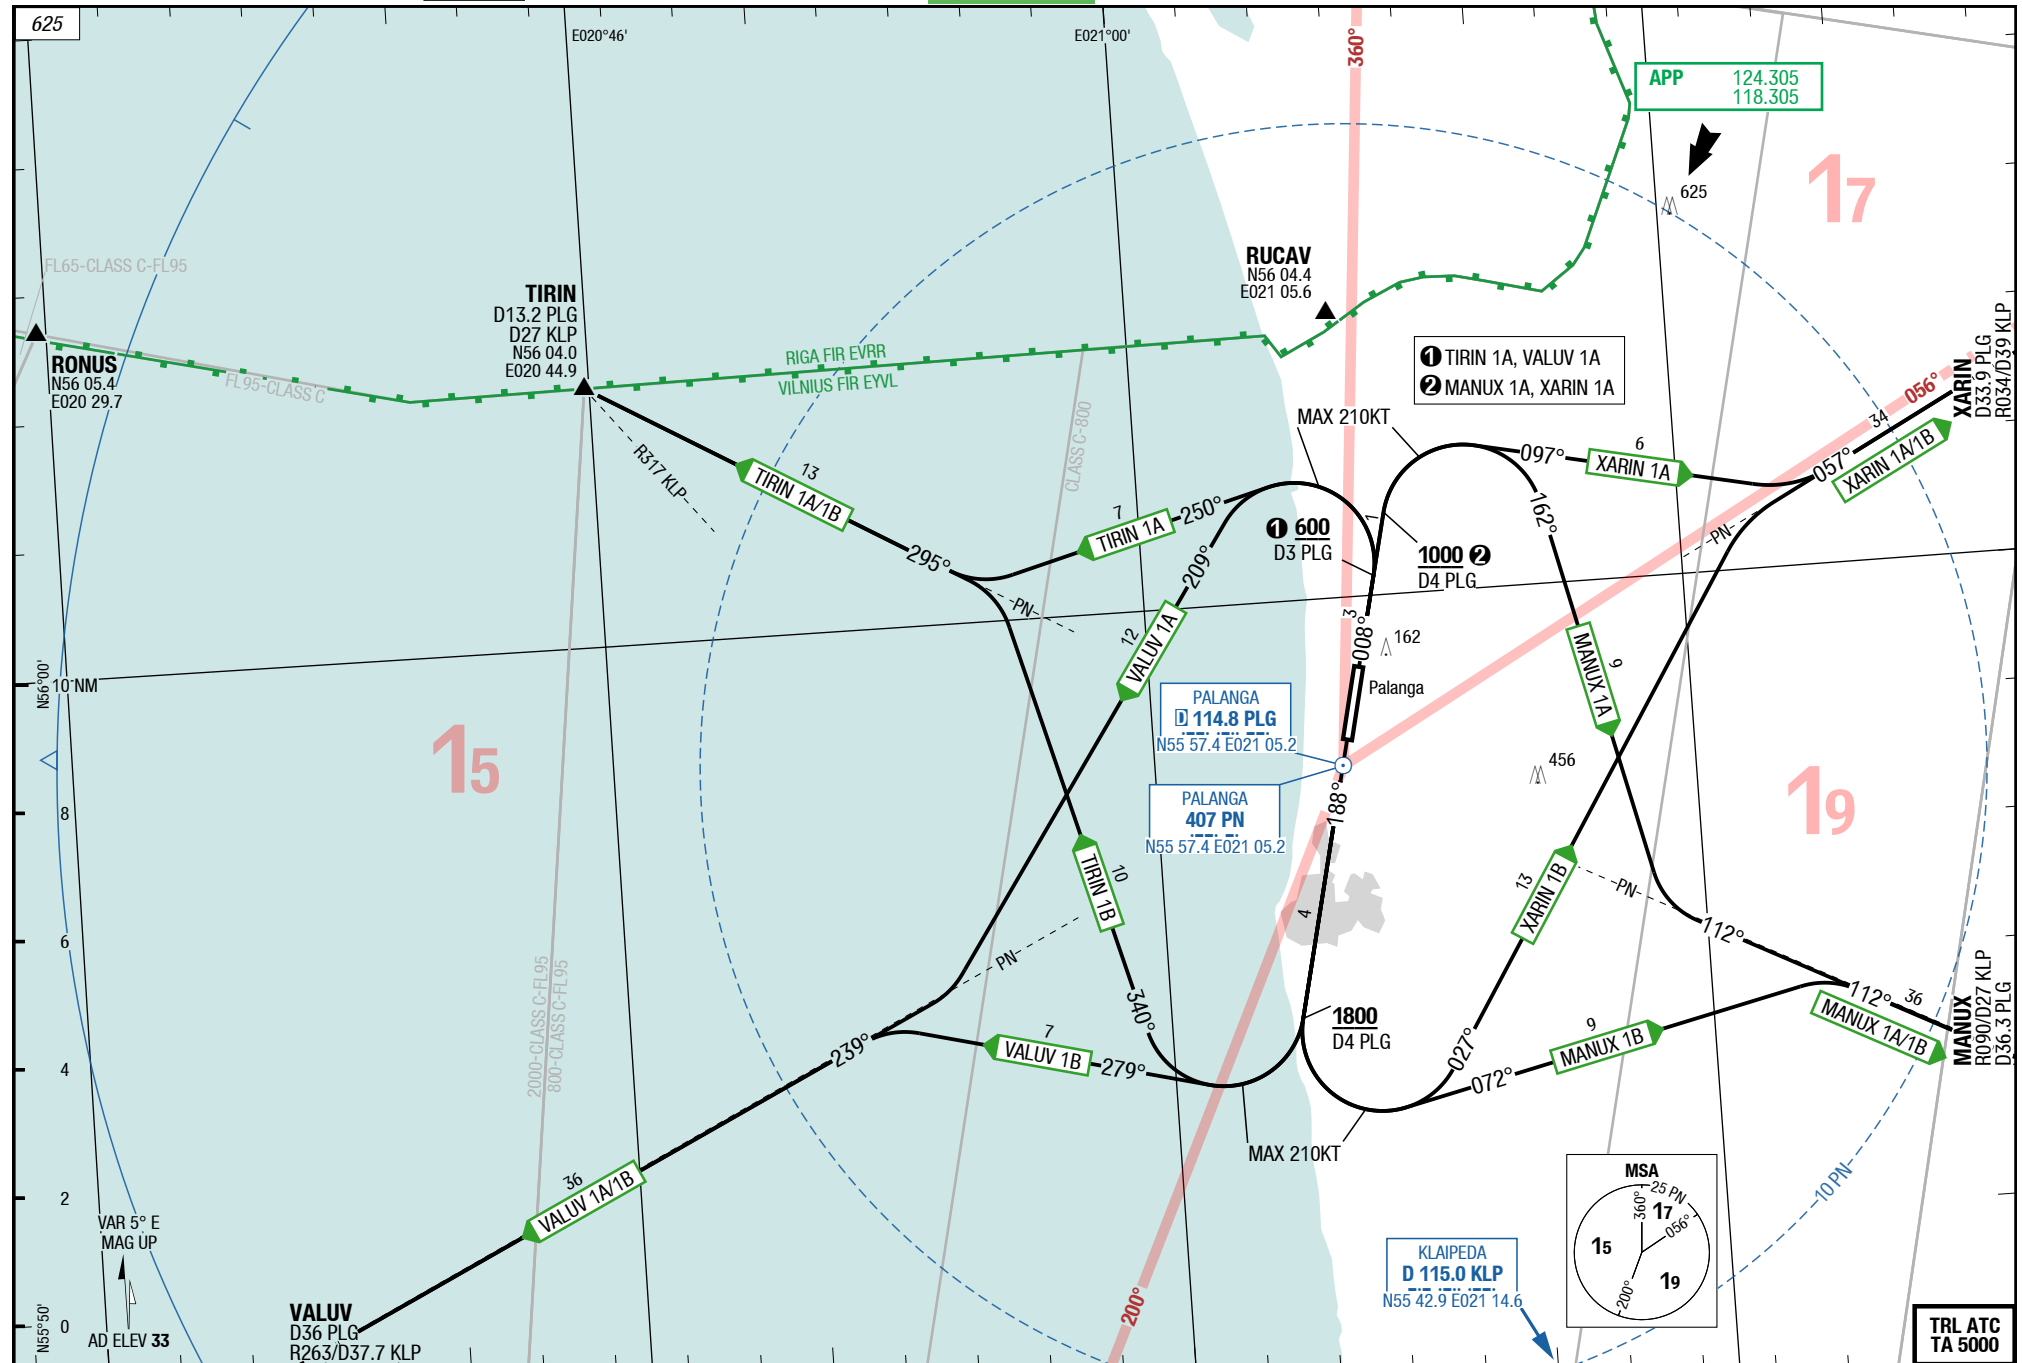 625
E020°46'
E021°00'
360°
APP 124.305
118.305
625
17
FL65-CLASS C-FL95
RONUS
N56 05.4
E020 29.7
FL95-CLASS C
TIRIN
D13.2 PLG
D27 KLP
N56 04.0
E020 44.9
RIGA FIR EVRR
VILNIUS FIR EYVL
RUCAV
N56 04.4
E021 05.6
1 TIRIN 1A, VALUV 1A
2 MANUX 1A, XARIN 1A
XARIN
D33.9 PLG
R034/D39 KLP
056°
34
057°
XARIN 1A/1B
MAX 210KT
097°
6
XARIN 1A
162°
R317 KLP
13
TIRIN 1A/1B
CLASS C-800
7
TIRIN 1A
250°
295°
PN
209°
12
VALUV 1A
1 600
D3 PLG
1
1000 2
D4 PLG
PN
3
008°
162
Palanga
9
MANUX 1A
N56°00'
10 NM
PALANGA
D 114.8 PLG
N55 57.4 E021 05.2
PALANGA
407 PN
N55 57.4 E021 05.2
188°
456
15
19
8
10
TIRIN 1B
4
13
XARIN 1B
PN
112°
6
PN
340°
2000-CLASS C-FL95
800-CLASS C-FL95
1800
D4 PLG
112°
36
MANUX 1A/1B
MANUX
R090/D27 KLP
D36.3 PLG
239°
7
VALUV 1B
279°
027°
072°
9
MANUX 1B
4
MAX 210KT
36
VALUV 1A/1B
2
VAR 5° E
MAG UP
AD ELEV 33
N55°50'
0
VALUV
D36 PLG
R263/D37.7 KLP
200°
KLAIPEDA
D 115.0 KLP
N55 42.9 E021 14.6
MSA
25 PN
360°
17
056°
15
19
200°
10 PN
TRL ATC
TA 5000